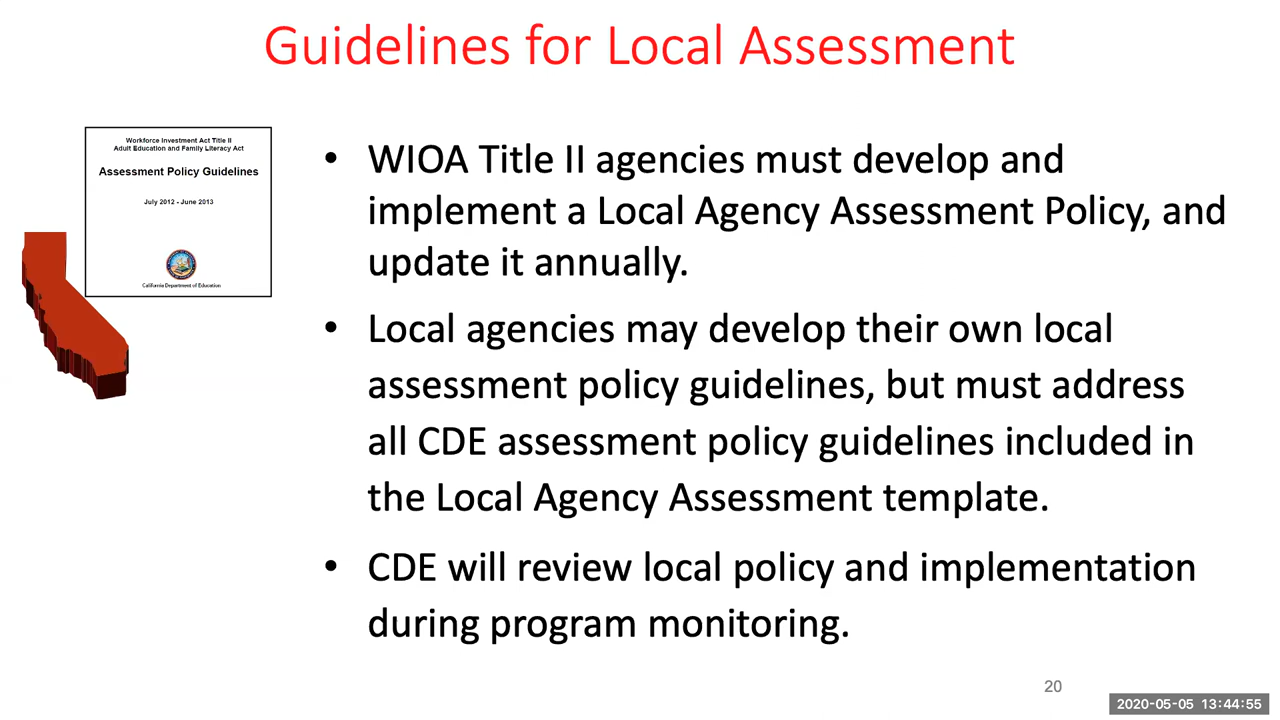 Guidelines for Local Assessment
Workforce Investment Act Title II
Adult Education and Family Literacy Act
Assessment Policy Guidelines
July 2012 - June 2013
California Department of Education
• WIOA Title II agencies must develop and
implement a Local Agency Assessment Policy, and
update it annually.
• Local agencies may develop their own local
assessment policy guidelines, but must address
all CDE assessment policy guidelines included in
the Local Agency Assessment template.
• CDE will review local policy and implementation
during program monitoring.
20
2020-05-05 13:44:55